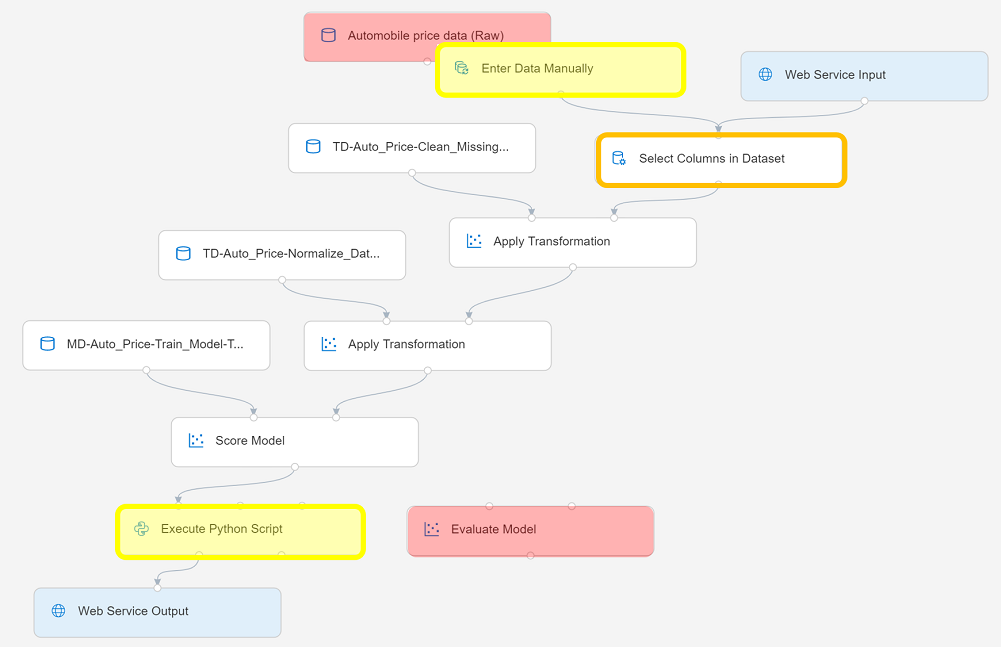 Automobile price data (Raw)
Enter Data Manually
Web Service Input
TD-Auto_Price-Clean_Missing...
Select Columns in Dataset
Apply Transformation
TD-Auto_Price-Normalize_Dat...
MD-Auto_Price-Train_Model-T...
Apply Transformation
Score Model
Execute Python Script
Evaluate Model
Web Service Output